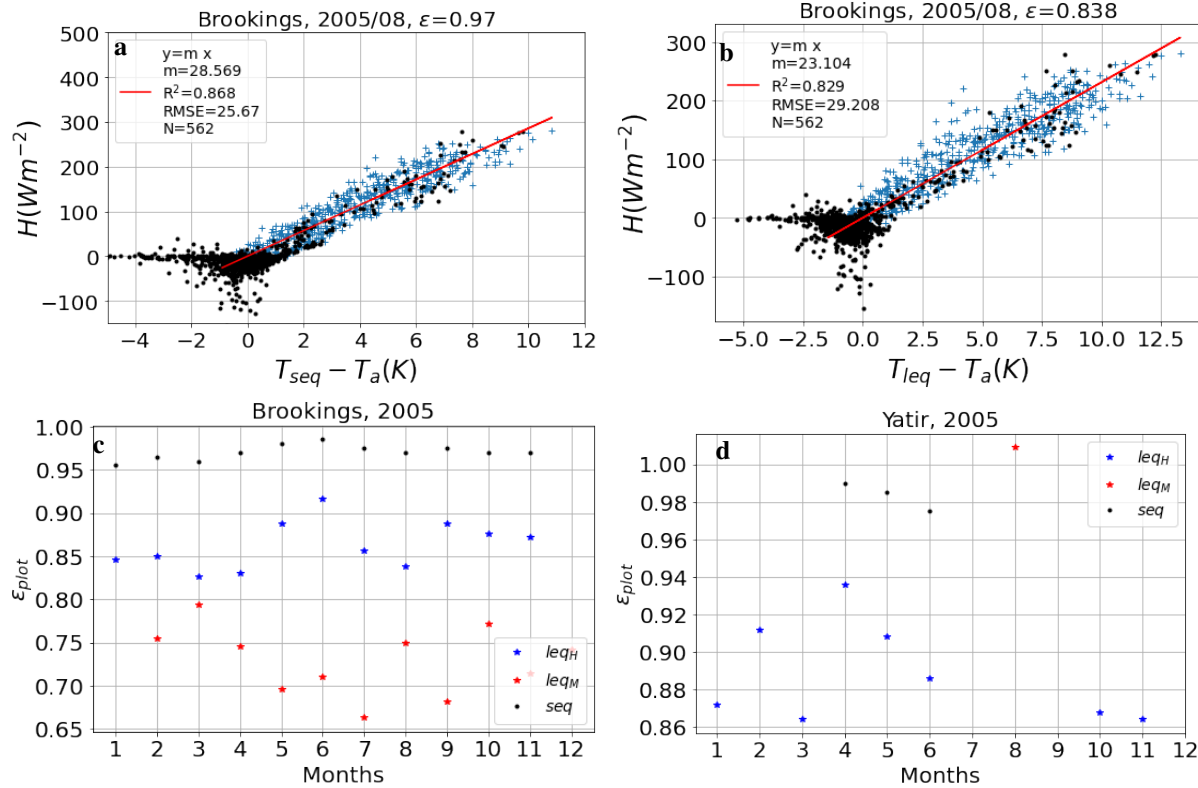 Brookings, 2005/08, ε=0.97
a
y=m x
m=28.569
R²=0.868
RMSE=25.67
N=562
500
400
300
200
100
0
−100
H(Wm⁻²)
−4 −2 0 2 4 6 8 10 12
T_seq − T_a(K)
Brookings, 2005/08, ε=0.838
b
y=m x
m=23.104
R²=0.829
RMSE=29.208
N=562
300
200
100
0
−100
H(Wm⁻²)
−5.0 −2.5 0.0 2.5 5.0 7.5 10.0 12.5
T_leq − T_a(K)
Brookings, 2005
c
1.00
0.95
0.90
0.85
0.80
0.75
0.70
0.65
ε_plot
leq_H
leq_M
seq
1 2 3 4 5 6 7 8 9 10 11 12
Months
Yatir, 2005
d
1.00
0.98
0.96
0.94
0.92
0.90
0.88
0.86
ε_plot
leq_H
leq_M
seq
1 2 3 4 5 6 7 8 9 10 11 12
Months